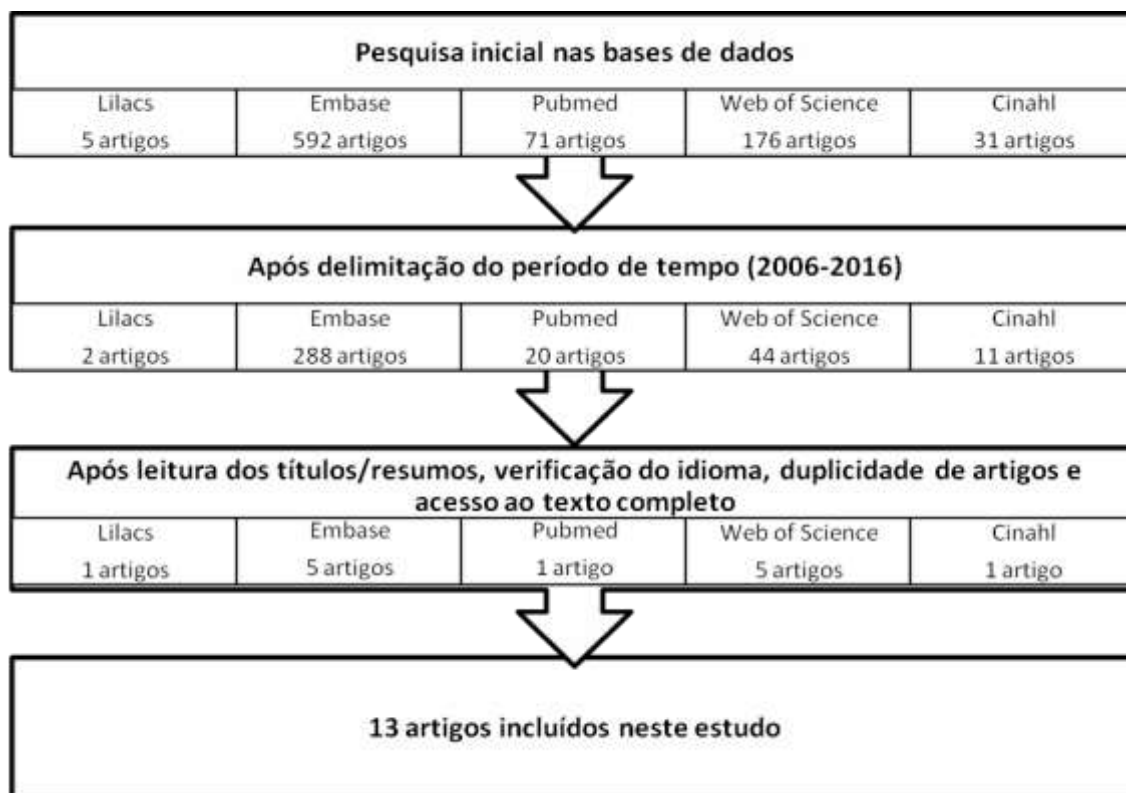 Pesquisa inicial nas bases de dados
Lilacs Embase Pubmed Web of Science Cinahl
5 artigos 592 artigos 71 artigos 176 artigos 31 artigos
Após delimitação do período de tempo (2006-2016)
Lilacs Embase Pubmed Web of Science Cinahl
2 artigos 288 artigos 20 artigos 44 artigos 11 artigos
Após leitura dos títulos/resumos, verificação do idioma, duplicidade de artigos e
acesso ao texto completo
Lilacs Embase Pubmed Web of Science Cinahl
1 artigos 5 artigos 1 artigo 5 artigos 1 artigo
13 artigos incluídos neste estudo